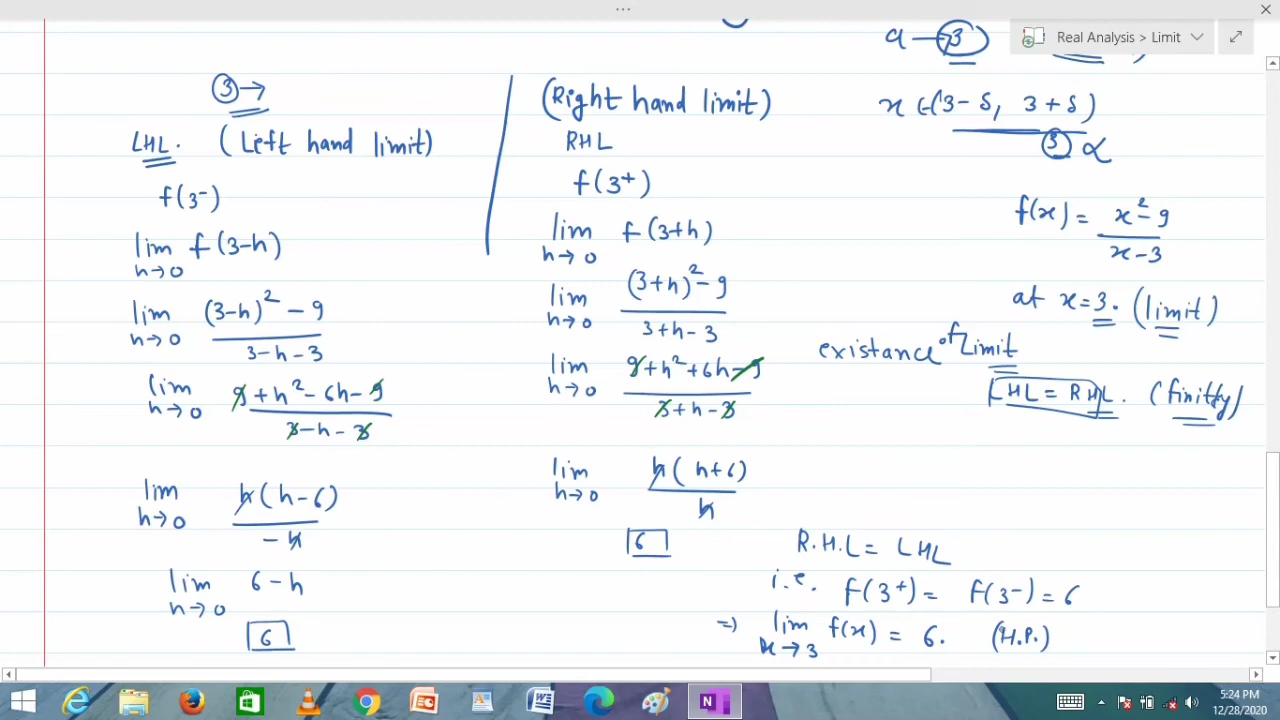 Real Analysis > Limit
a → 3
3 →
LHL. (Left hand limit)
f(3⁻)
lim h→0 f(3-h)
lim h→0 (3-h)² - 9 / 3-h-3
lim h→0 9+h²-6h-9 / 3-h-3
lim h→0 h(h-6) / -h
lim h→0 6-h
6
(Right hand limit)
RHL
f(3⁺)
lim h→0 f(3+h)
lim h→0 (3+h)²-9 / 3+h-3
lim h→0 9+h²+6h-9 / 3+h-3
lim h→0 h(h+6) / h
6
x ∈ (3-δ, 3+δ)
3 α
f(x) = x²-9 / x-3
at x=3. (limit)
existance of Limit
LHL = RHL. (finitly)
R.H.L = LHL
i.e. f(3⁺) = f(3⁻) = 6
⇒ lim x→3 f(x) = 6. (H.P.)
5:24 PM
12/28/2020